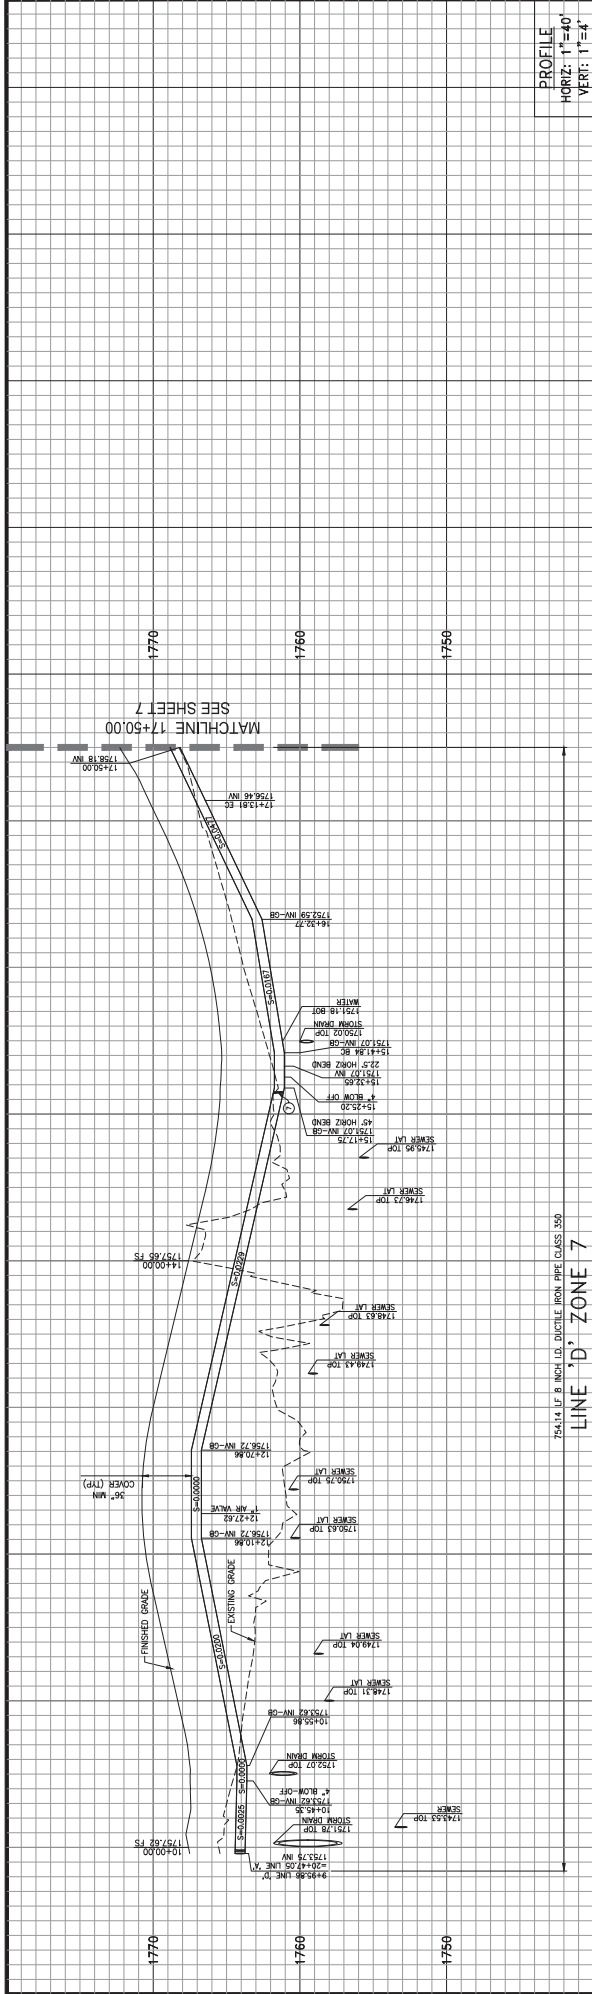 PROFILE
HORIZ: 1"=40'
VERT: 1"=4'
1770
1760
1750
MATCHLINE 17+50.00
SEE SHEET 7
17+50.00
1758.18 INV
17+13.81 EC
1756.46 INV
S=0.0477
16+32.77
1752.59 INV-GB
S=0.0167
WATER
1751.18 BOT
STORM DRAIN
1750.02 TOP
15+41.84 BC
1751.07 INV-GB
22.5° HORIZ BEND
1751.07 INV
15+32.65
4" BLOW OFF
15+25.20
45° HORIZ BEND
1751.07 INV-GB
15+17.75
7
SEWER LAT
1745.95 TOP
SEWER LAT
1746.73 TOP
14+00.00
1757.65 FS
S=0.0229
SEWER LAT
1748.63 TOP
SEWER LAT
1749.43 TOP
12+70.86
1756.72 INV-GB
36" MIN
COVER (TYP)
S=0.0000
SEWER LAT
1750.75 TOP
1" AIR VALVE
12+27.62
12+10.86
1756.72 INV-GB
SEWER LAT
1750.63 TOP
FINISHED GRADE
EXISTING GRADE
S=0.0200
SEWER LAT
1749.04 TOP
SEWER LAT
1748.31 TOP
10+55.86
1753.62 INV-GB
STORM DRAIN
1752.07 TOP
S=0.0000
4" BLOW-OFF
1753.62 INV-GB
10+45.35
STORM DRAIN
1751.78 TOP
S=0.0025
SEWER
1743.53 TOP
10+00.00
1757.62 FS
9+95.86 LINE 'D'
=20+47.05 LINE 'A'
1753.75 INV
1770
1760
1750
754.14 LF 8 INCH I.D. DUCTILE IRON PIPE CLASS 350
LINE 'D' ZONE 7